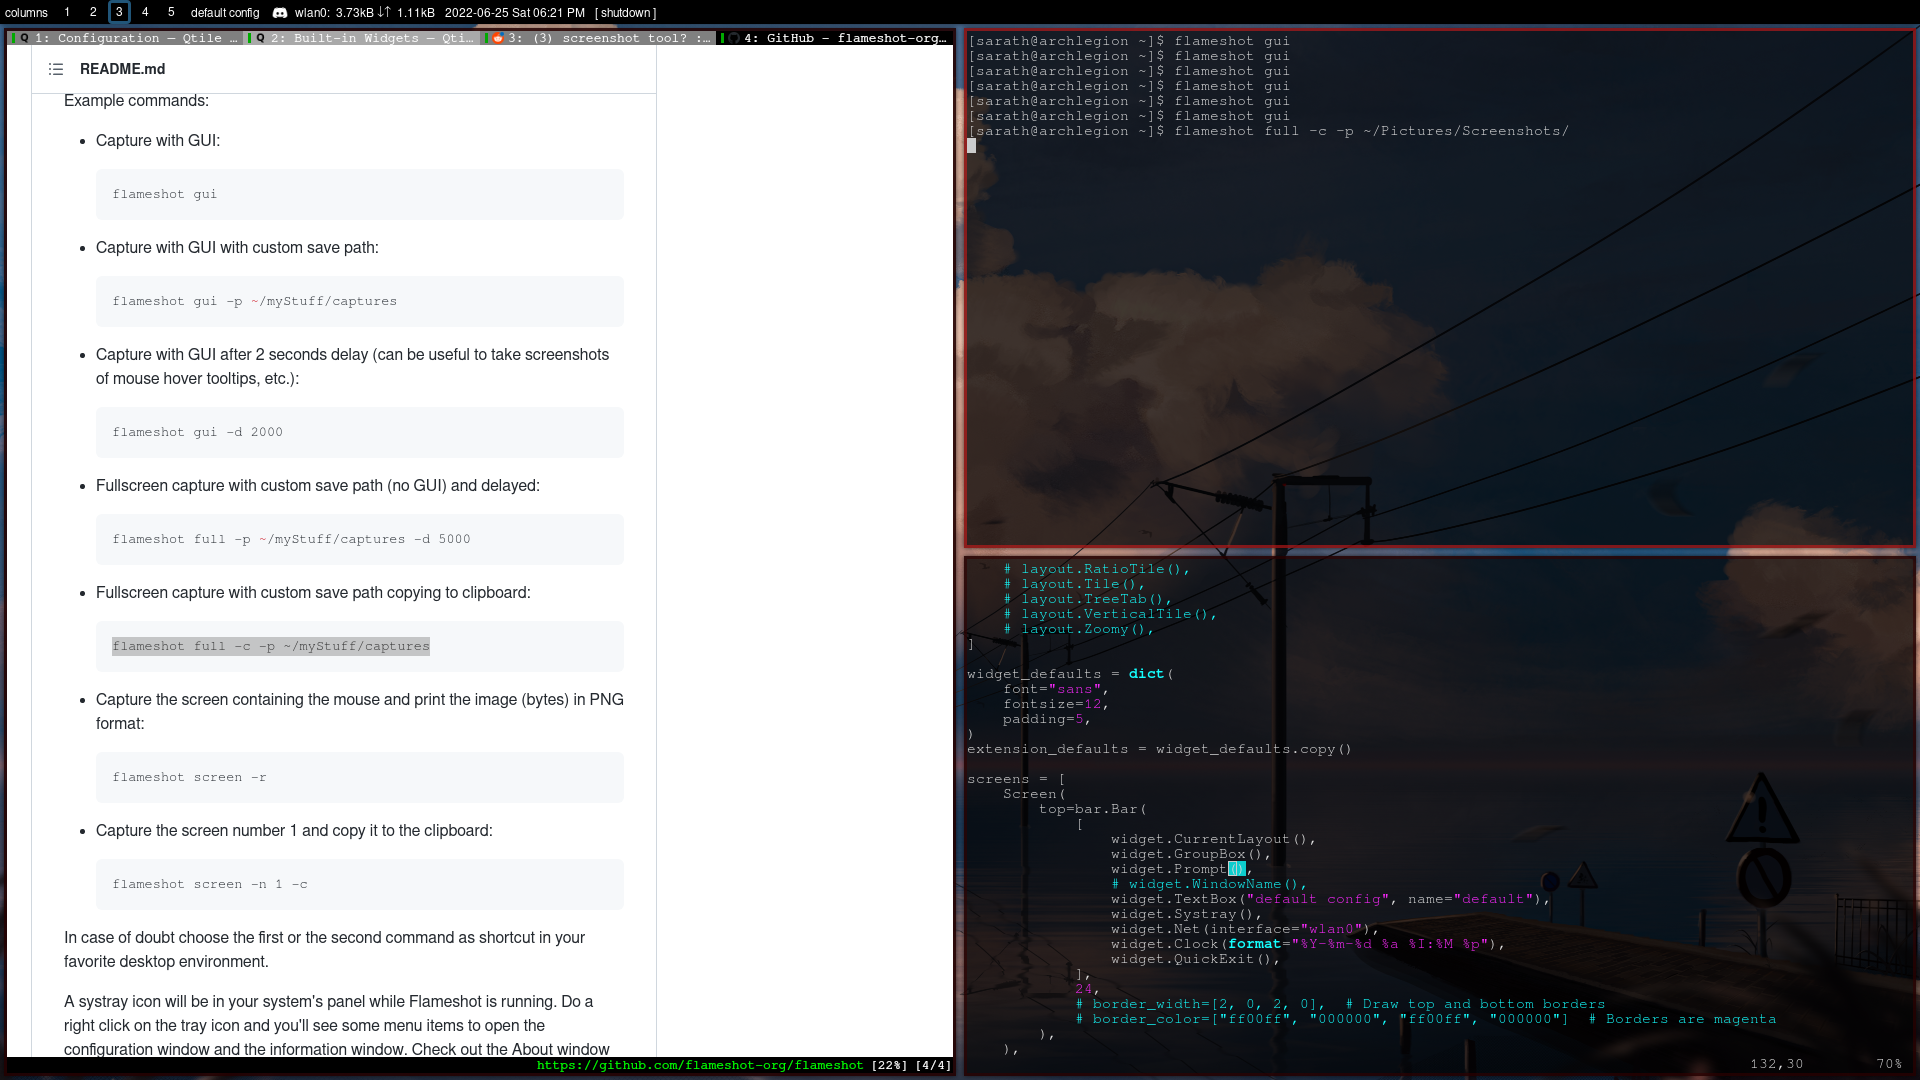 columns 1 2 3 4 5 default config wlan0: 3.73kB ↓↑ 1.11kB 2022-06-25 Sat 06:21 PM [ shutdown ]
Q 1: Configuration — Qtile … Q 2: Built-in Widgets — Qti… 3: (3) screenshot tool? :… 4: GitHub - flameshot-org…
README.md
Example commands:
• Capture with GUI:
flameshot gui
• Capture with GUI with custom save path:
flameshot gui -p ~/myStuff/captures
• Capture with GUI after 2 seconds delay (can be useful to take screenshots
of mouse hover tooltips, etc.):
flameshot gui -d 2000
• Fullscreen capture with custom save path (no GUI) and delayed:
flameshot full -p ~/myStuff/captures -d 5000
• Fullscreen capture with custom save path copying to clipboard:
flameshot full -c -p ~/myStuff/captures
• Capture the screen containing the mouse and print the image (bytes) in PNG
format:
flameshot screen -r
• Capture the screen number 1 and copy it to the clipboard:
flameshot screen -n 1 -c
In case of doubt choose the first or the second command as shortcut in your
favorite desktop environment.
A systray icon will be in your system's panel while Flameshot is running. Do a
right click on the tray icon and you'll see some menu items to open the
configuration window and the information window. Check out the About window
https://github.com/flameshot-org/flameshot [22%] [4/4]
[sarath@archlegion ~]$ flameshot gui
[sarath@archlegion ~]$ flameshot gui
[sarath@archlegion ~]$ flameshot gui
[sarath@archlegion ~]$ flameshot gui
[sarath@archlegion ~]$ flameshot gui
[sarath@archlegion ~]$ flameshot gui
[sarath@archlegion ~]$ flameshot full -c -p ~/Pictures/Screenshots/
    # layout.RatioTile(),
    # layout.Tile(),
    # layout.TreeTab(),
    # layout.VerticalTile(),
    # layout.Zoomy(),
]
widget_defaults = dict(
    font="sans",
    fontsize=12,
    padding=5,
)
extension_defaults = widget_defaults.copy()
screens = [
    Screen(
        top=bar.Bar(
            [
                widget.CurrentLayout(),
                widget.GroupBox(),
                widget.Prompt(),
                # widget.WindowName(),
                widget.TextBox("default config", name="default"),
                widget.Systray(),
                widget.Net(interface="wlan0"),
                widget.Clock(format="%Y-%m-%d %a %I:%M %p"),
                widget.QuickExit(),
            ],
            24,
            # border_width=[2, 0, 2, 0],  # Draw top and bottom borders
            # border_color=["ff00ff", "000000", "ff00ff", "000000"]  # Borders are magenta
        ),
    ),
132,30 70%